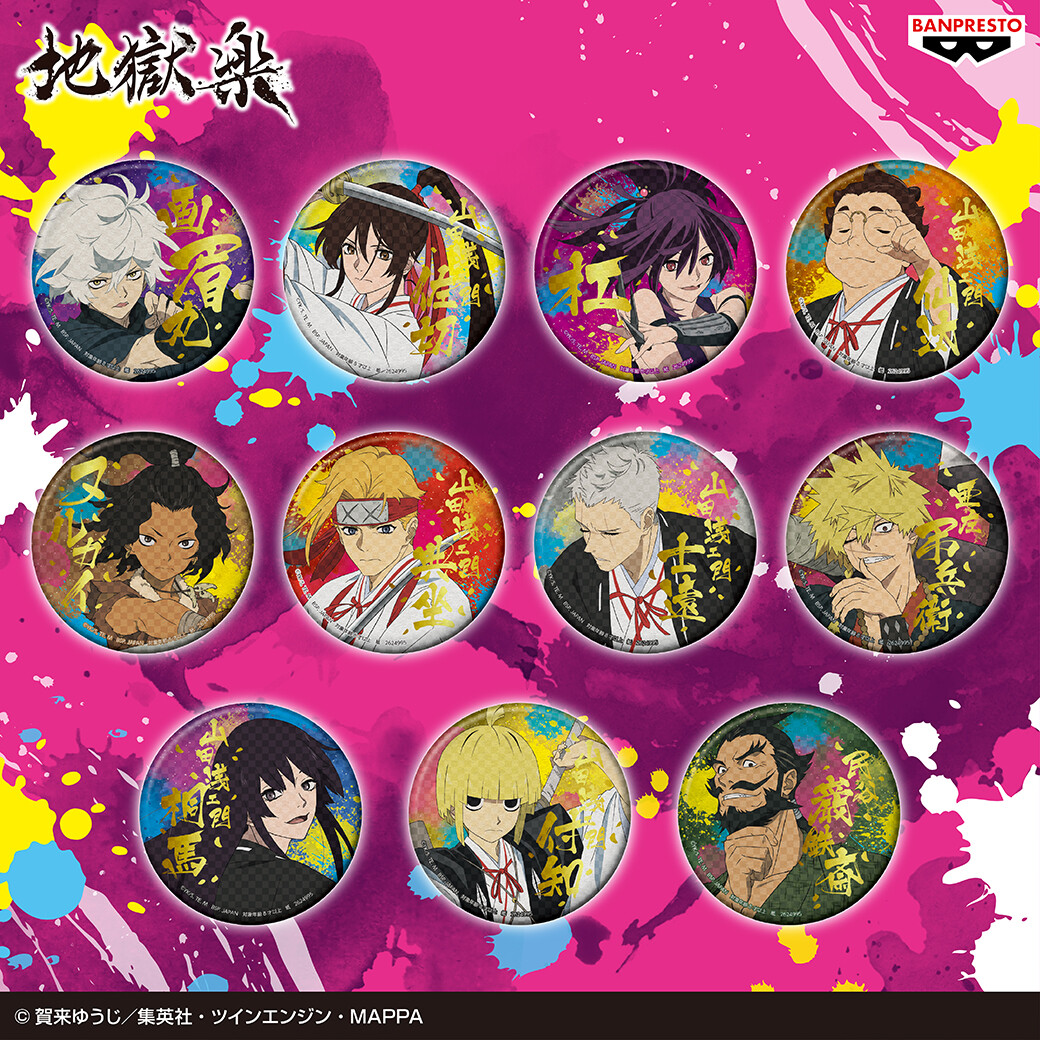 地獄楽
BANPRESTO
画眉丸
山田浅ェ門
佐切
杠
山田浅ェ門
仙汰
ヌルガイ
山田浅ェ門
典坐
山田浅ェ門
士遠
亜左
弔兵衛
山田浅ェ門
桐馬
山田浅ェ門
付知
民谷
巌鉄斎
©賀来ゆうじ/集英社・ツインエンジン・MAPPA